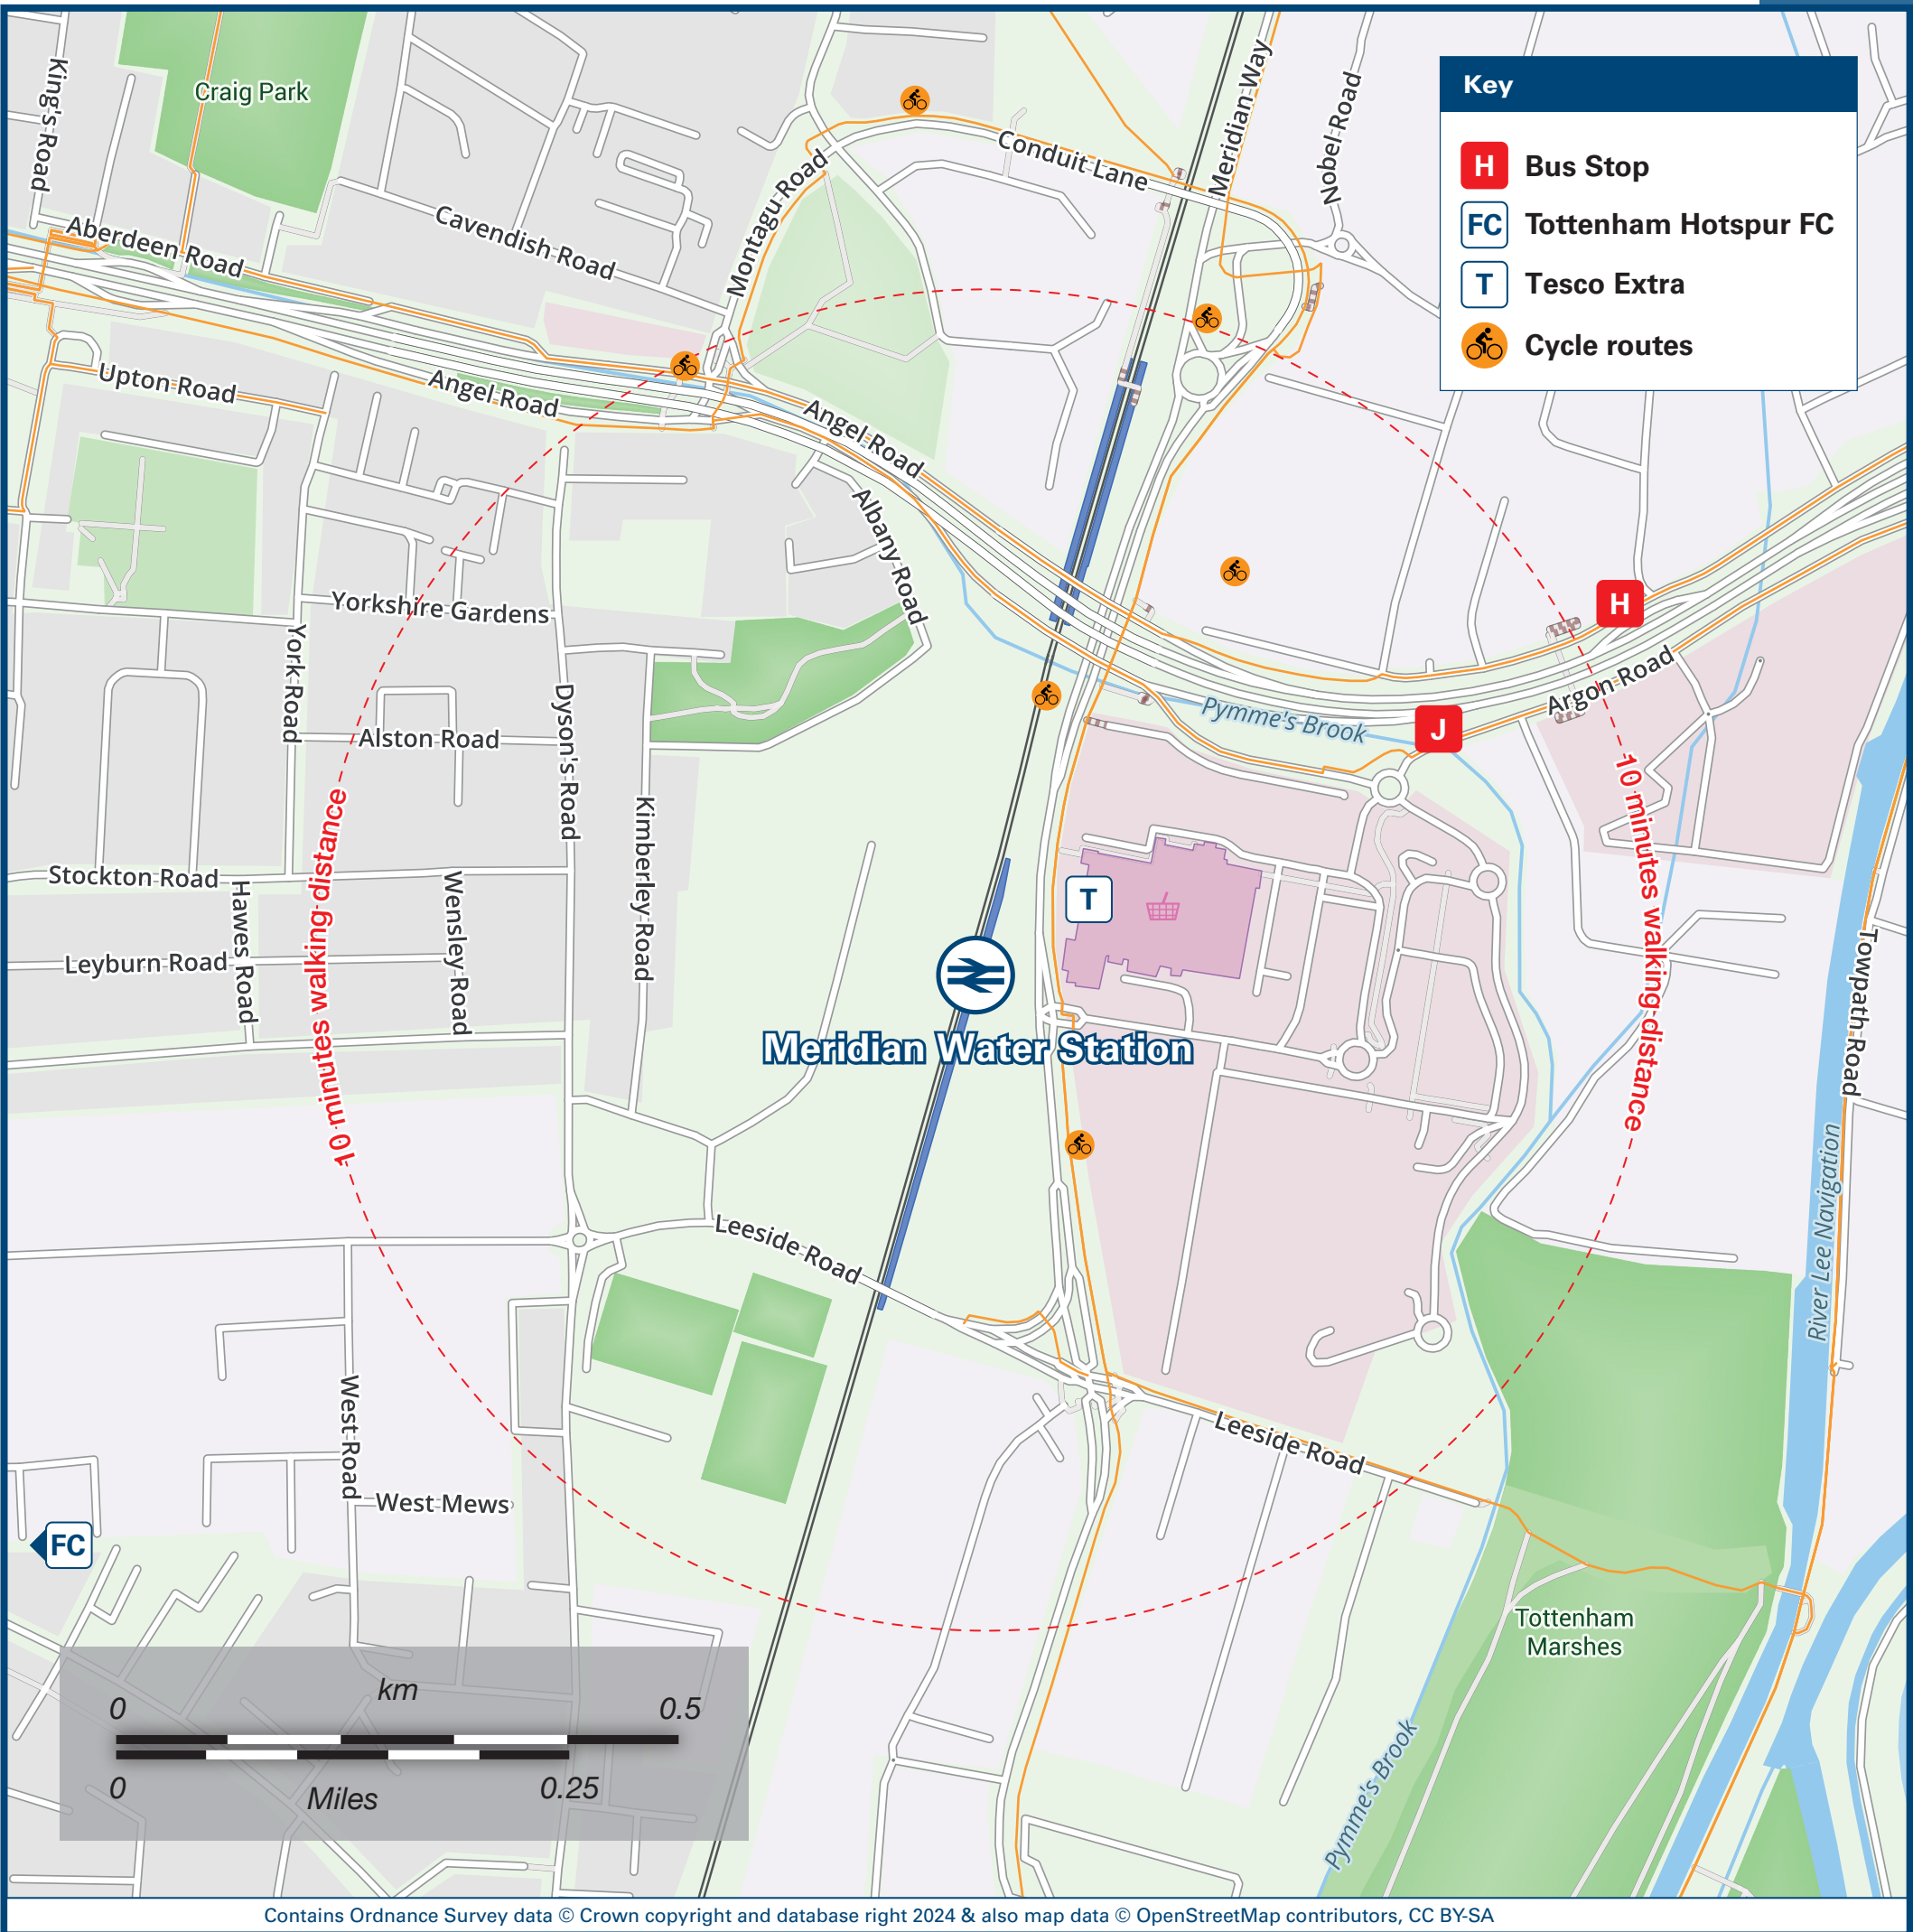 Key
H Bus Stop
FC Tottenham Hotspur FC
T Tesco Extra
Cycle routes
King's Road
Craig Park
Aberdeen Road
Cavendish Road
Montagu Road
Conduit Lane
Meridian Way
Nobel Road
Upton Road
Angel Road
Angel Road
Albany Road
Yorkshire Gardens
York Road
Alston Road
Dyson's Road
Kimberley Road
Pymme's Brook
H
J
Argon Road
Stockton Road
Hawes Road
Wensley Road
Leyburn Road
10 minutes walking distance
10 minutes walking distance
T
Meridian Water Station
Towpath Road
River Lee Navigation
Leeside Road
Leeside Road
West Road
West Mews
FC
Tottenham
Marshes
Pymme's Brook
km
0 0.5
0 0.25
Miles
Contains Ordnance Survey data © Crown copyright and database right 2024 & also map data © OpenStreetMap contributors, CC BY-SA